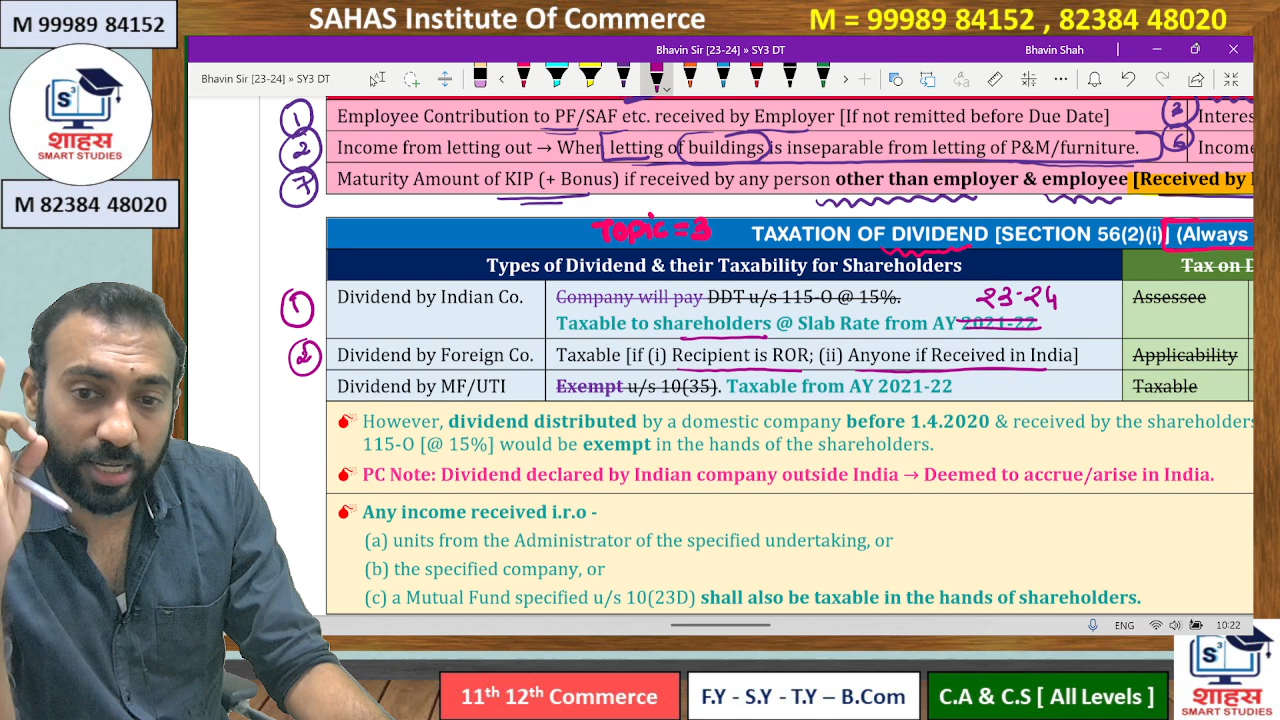 M 99989 84152
SAHAS Institute Of Commerce
M = 99989 84152 , 82384 48020
S³
शाहस
SMART STUDIES
M 82384 48020
Bhavin Sir [23-24] » SY3 DT
Bhavin Shah
Bhavin Sir [23-24] » SY3 DT
1 Employee Contribution to PF/SAF etc. received by Employer [If not remitted before Due Date]
Interes
2 Income from letting out → When letting of buildings is inseparable from letting of P&M/furniture.
6 Income
7 Maturity Amount of KIP (+ Bonus) if received by any person other than employer & employee [Received by
Topic = 3
TAXATION OF DIVIDEND [SECTION 56(2)(i)] (Always
Types of Dividend & their Taxability for Shareholders
Tax on D
1 Dividend by Indian Co.
Company will pay DDT u/s 115-O @ 15%.
23-24
Taxable to shareholders @ Slab Rate from AY 2021-22
Assessee
2 Dividend by Foreign Co.
Taxable [if (i) Recipient is ROR; (ii) Anyone if Received in India]
Applicability
Dividend by MF/UTI
Exempt u/s 10(35). Taxable from AY 2021-22
Taxable
However, dividend distributed by a domestic company before 1.4.2020 & received by the shareholders
115-O [@ 15%] would be exempt in the hands of the shareholders.
PC Note: Dividend declared by Indian company outside India → Deemed to accrue/arise in India.
Any income received i.r.o -
(a) units from the Administrator of the specified undertaking, or
(b) the specified company, or
(c) a Mutual Fund specified u/s 10(23D) shall also be taxable in the hands of shareholders.
ENG
10:22
11th 12th Commerce
F.Y - S.Y - T.Y – B.Com
C.A & C.S [ All Levels ]
S³
शाहस
SMART STUDIES